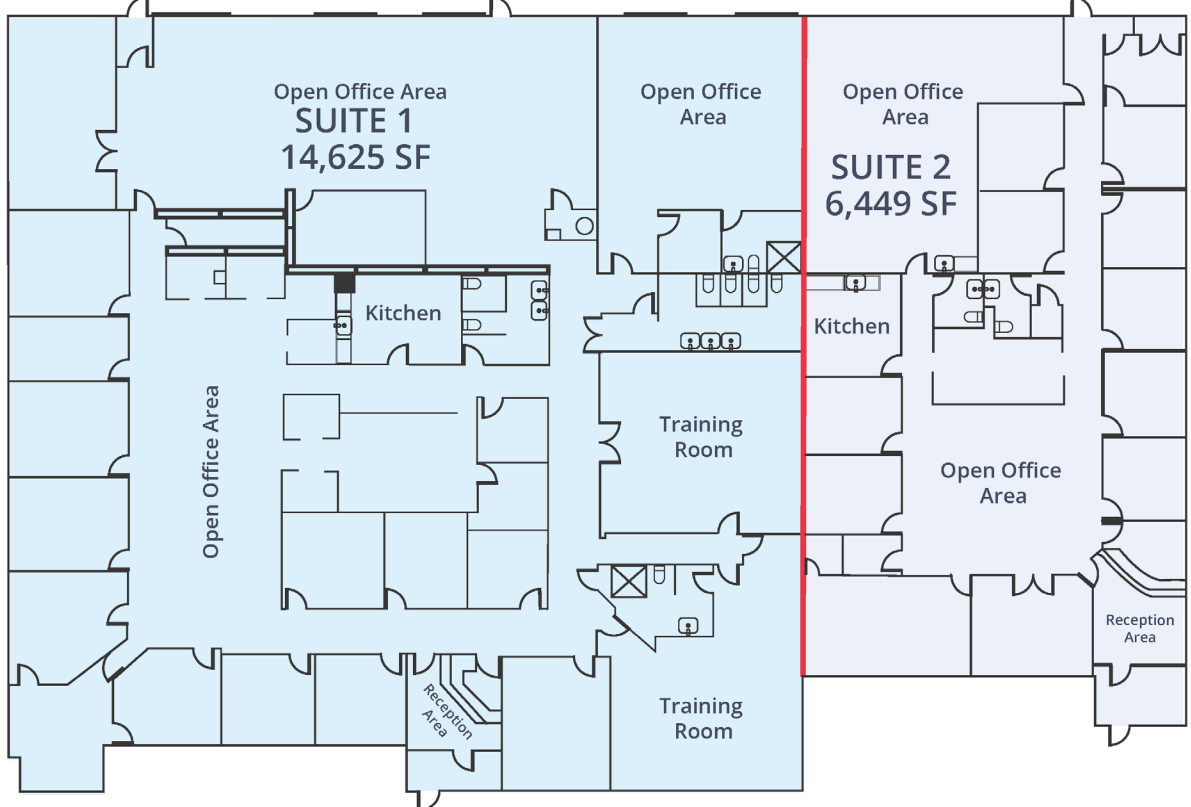 Open Office Area
SUITE 1
14,625 SF
Open Office
Area
Open Office
Area
SUITE 2
6,449 SF
Kitchen
Kitchen
Open Office Area
Training
Room
Open Office
Area
Reception
Area
Reception
Area
Training
Room